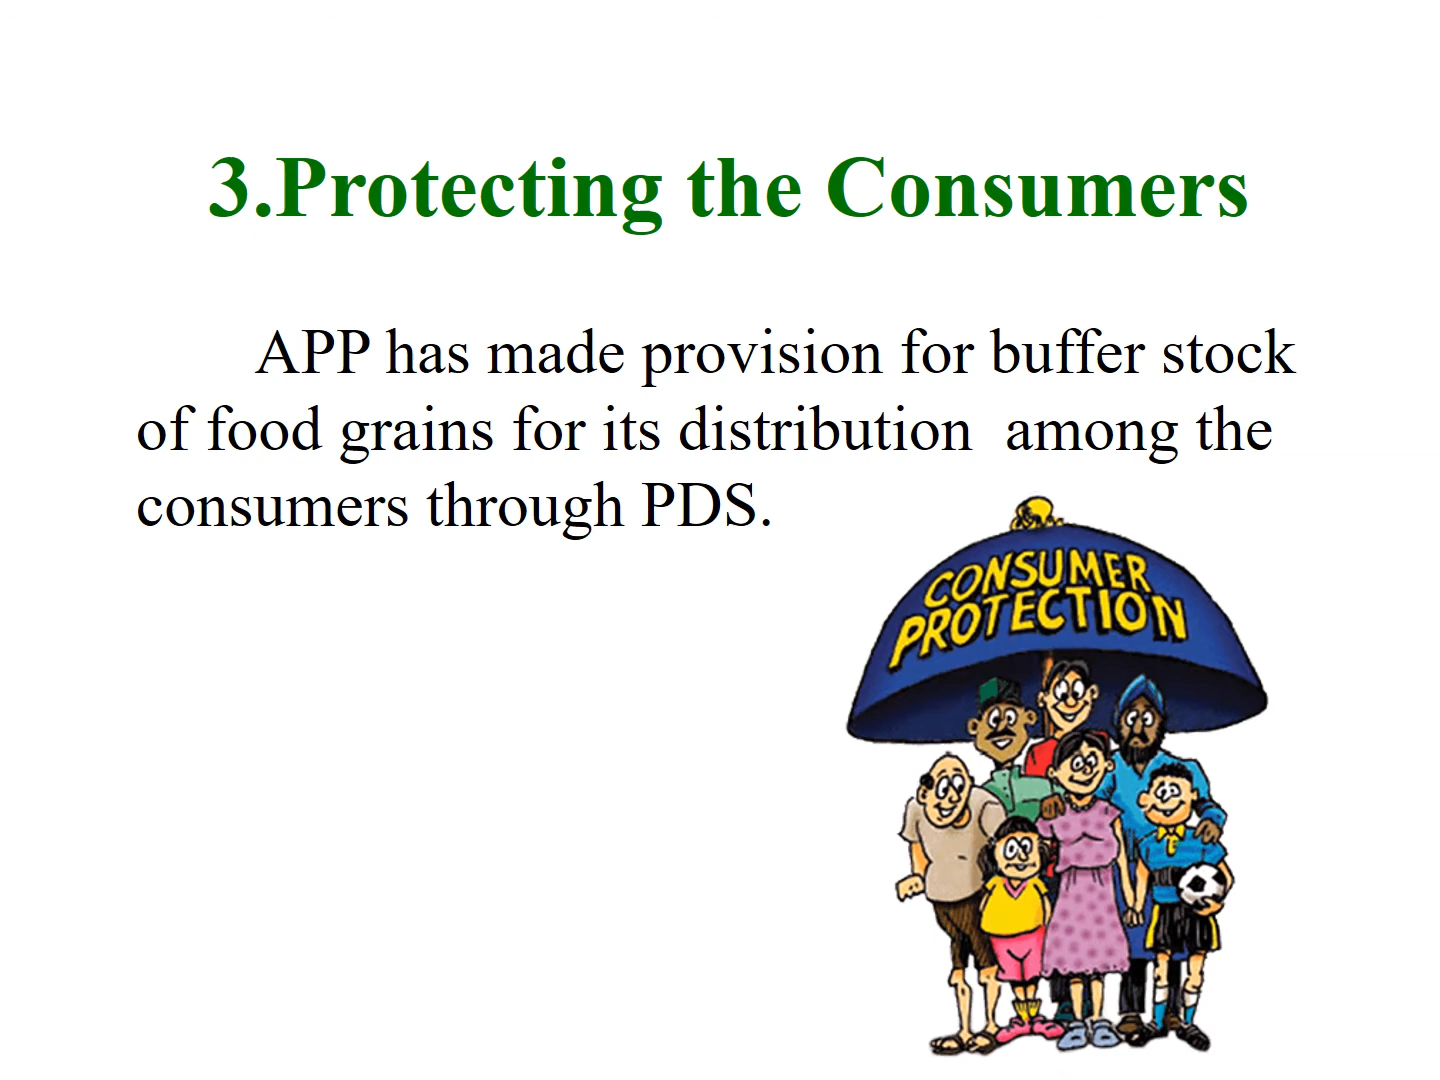 3.Protecting the Consumers
APP has made provision for buffer stock
of food grains for its distribution  among the
consumers through PDS.
CONSUMER
PROTECTION